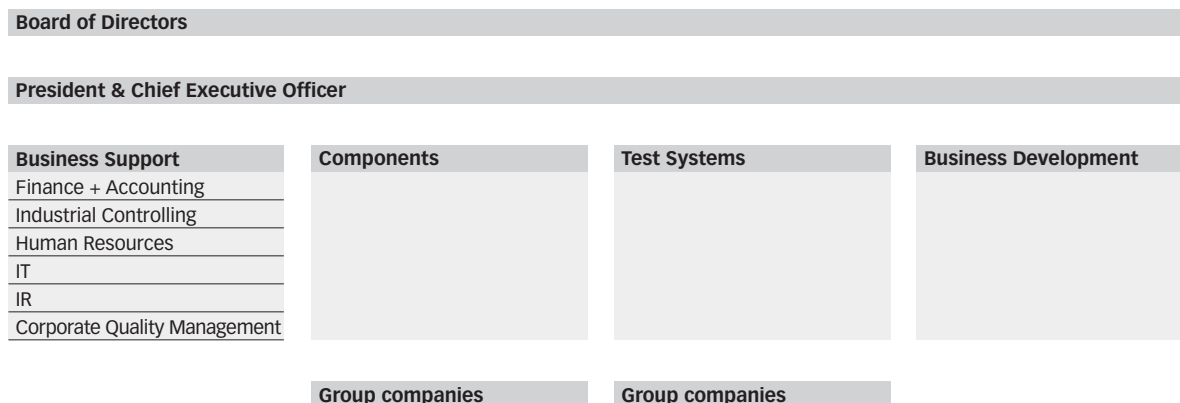 Board of Directors
President & Chief Executive Officer
Business Support
Finance + Accounting
Industrial Controlling
Human Resources
IT
IR
Corporate Quality Management
Components
Test Systems
Business Development
Group companies
Group companies